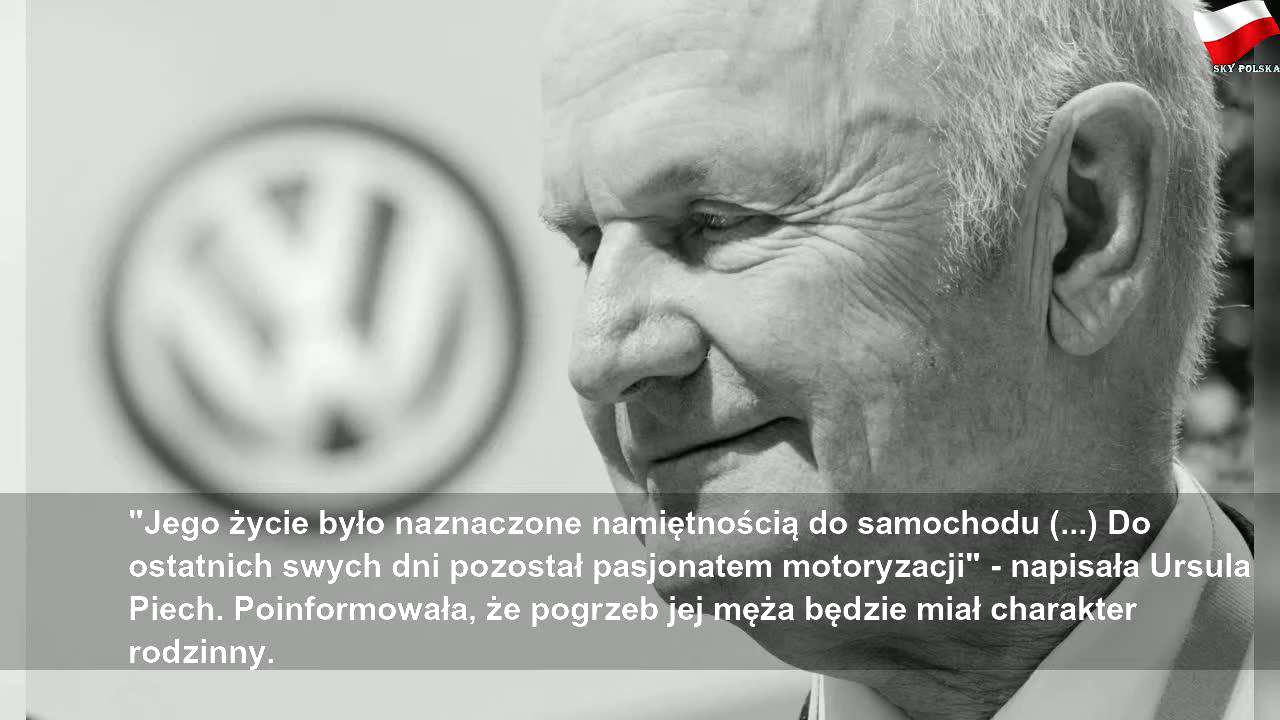 SKY POLSKA
"Jego życie było naznaczone namiętnością do samochodu (...) Do
ostatnich swych dni pozostał pasjonatem motoryzacji" - napisała Ursula
Piech. Poinformowała, że pogrzeb jej męża będzie miał charakter
rodzinny.